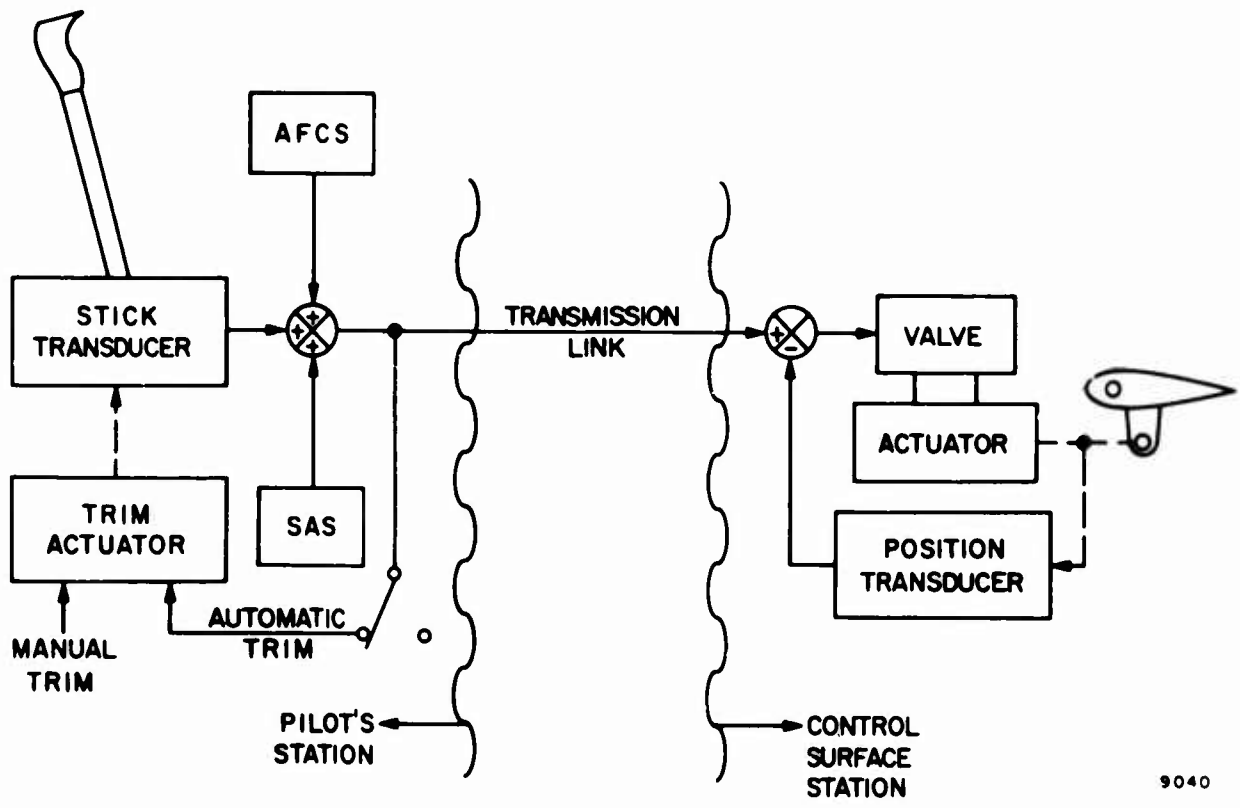 AFCS
STICK
TRANSDUCER
+
+
+
TRANSMISSION
LINK
+
-
VALVE
ACTUATOR
TRIM
ACTUATOR
SAS
POSITION
TRANSDUCER
AUTOMATIC
TRIM
MANUAL
TRIM
PILOT'S
STATION
CONTROL
SURFACE
STATION
9040